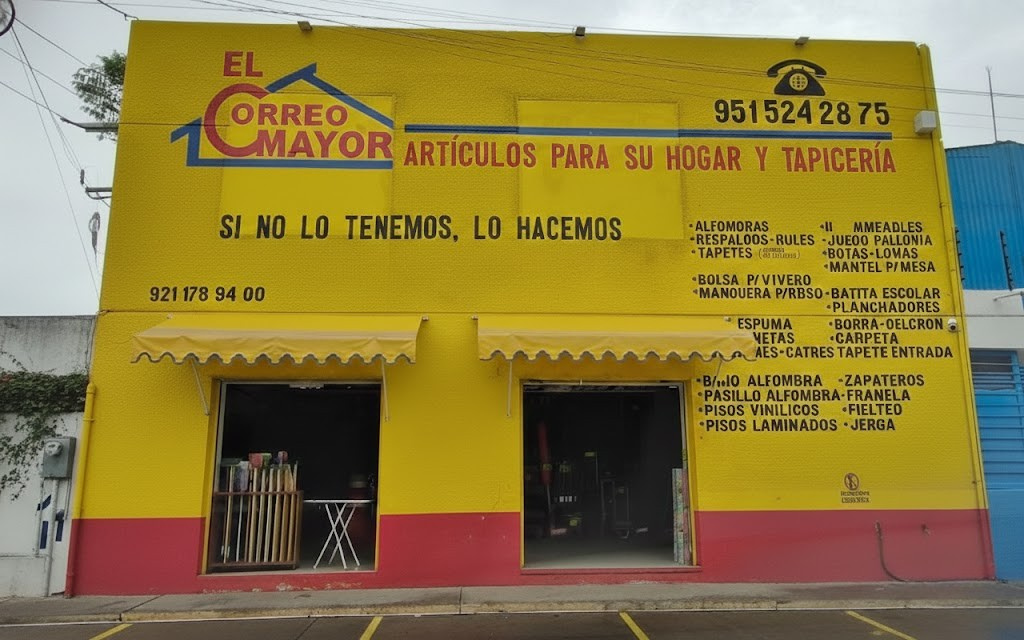 EL
CORREO
MAYOR
951 524 28 75
ARTÍCULOS PARA SU HOGAR Y TAPICERÍA
SI NO LO TENEMOS, LO HACEMOS
921 178 94 00
•ALFOMORAS
•RESPALOOS-RULES
•TAPETES
•BOLSA P/VIVERO
•MANOUERA P/RBSO
ESPUMA
•PASILLO ALFOMBRA
•PISOS VINILICOS
•PISOS LAMINADOS
•JUEOO PALLONIA
•BOTAS-LOMAS
•MANTEL P/MESA
•BATITA ESCOLAR
•PLANCHADORES
•BORRA-OELCRON
•CARPETA
•CATRES TAPETE ENTRADA
ALFOMBRA
•ZAPATEROS
•FRANELA
•FIELTEO
•JERGA